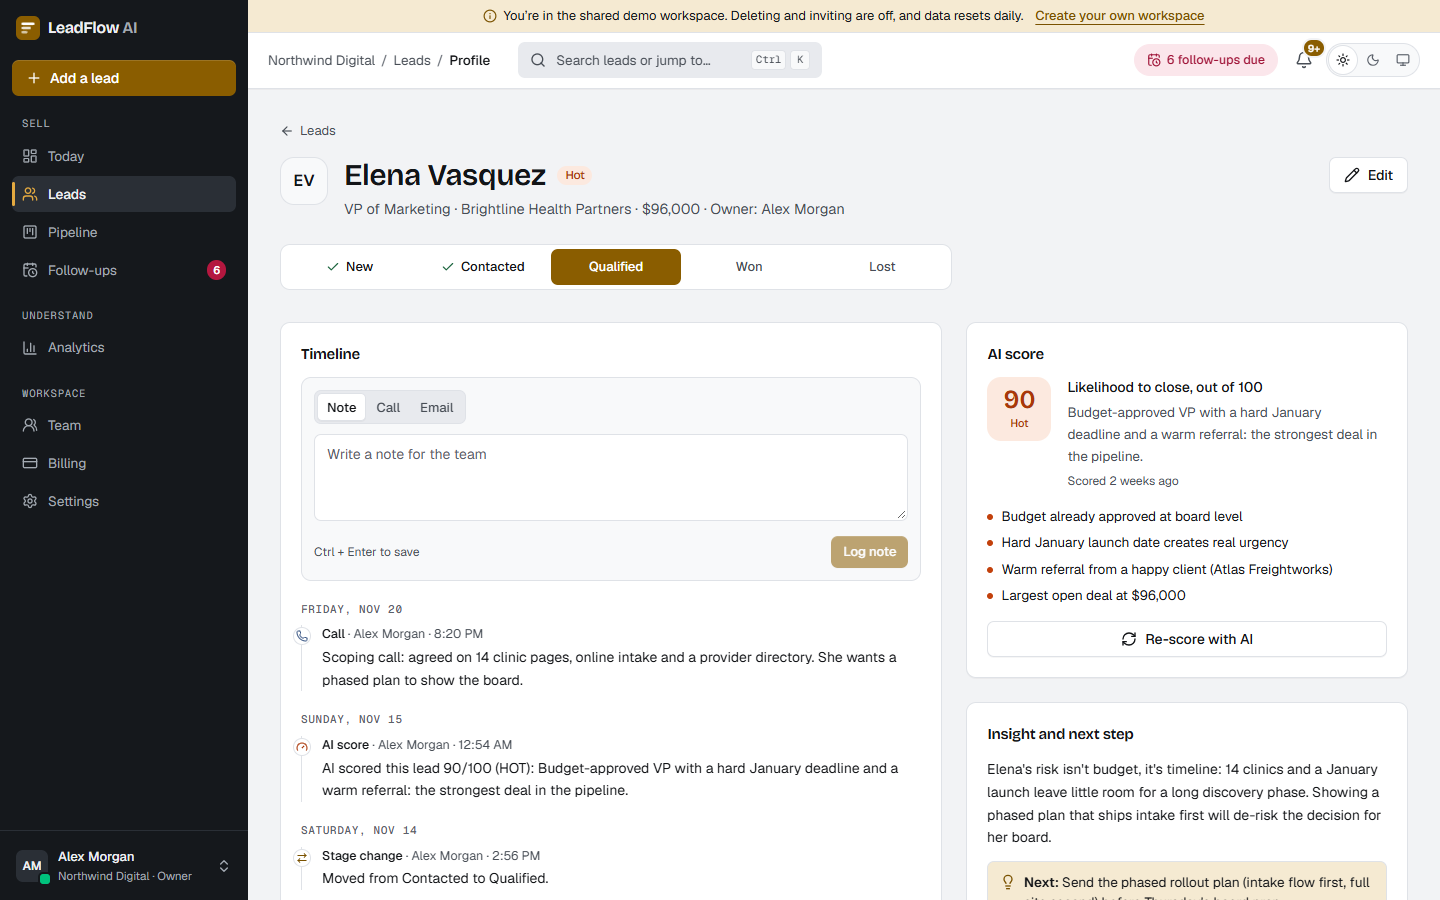 LeadFlow AI
Add a lead
SELL
Today
Leads
Pipeline
Follow-ups 6
UNDERSTAND
Analytics
WORKSPACE
Team
Billing
Settings
AM
Alex Morgan
Northwind Digital · Owner
You're in the shared demo workspace. Deleting and inviting are off, and data resets daily. Create your own workspace
Northwind Digital / Leads / Profile
Search leads or jump to... Ctrl K
6 follow-ups due
9+
Leads
EV
Elena Vasquez Hot
VP of Marketing · Brightline Health Partners · $96,000 · Owner: Alex Morgan
Edit
New Contacted Qualified Won Lost
Timeline
Note Call Email
Write a note for the team
Ctrl + Enter to save
Log note
FRIDAY, NOV 20
Call · Alex Morgan · 8:20 PM
Scoping call: agreed on 14 clinic pages, online intake and a provider directory. She wants a
phased plan to show the board.
SUNDAY, NOV 15
AI score · Alex Morgan · 12:54 AM
AI scored this lead 90/100 (HOT): Budget-approved VP with a hard January deadline and a
warm referral: the strongest deal in the pipeline.
SATURDAY, NOV 14
Stage change · Alex Morgan · 2:56 PM
Moved from Contacted to Qualified.
AI score
90
Hot
Likelihood to close, out of 100
Budget-approved VP with a hard January
deadline and a warm referral: the strongest deal in
the pipeline.
Scored 2 weeks ago
Budget already approved at board level
Hard January launch date creates real urgency
Warm referral from a happy client (Atlas Freightworks)
Largest open deal at $96,000
Re-score with AI
Insight and next step
Elena's risk isn't budget, it's timeline: 14 clinics and a January
launch leave little room for a long discovery phase. Showing a
phased plan that ships intake first will de-risk the decision for
her board.
Next: Send the phased rollout plan (intake flow first, full